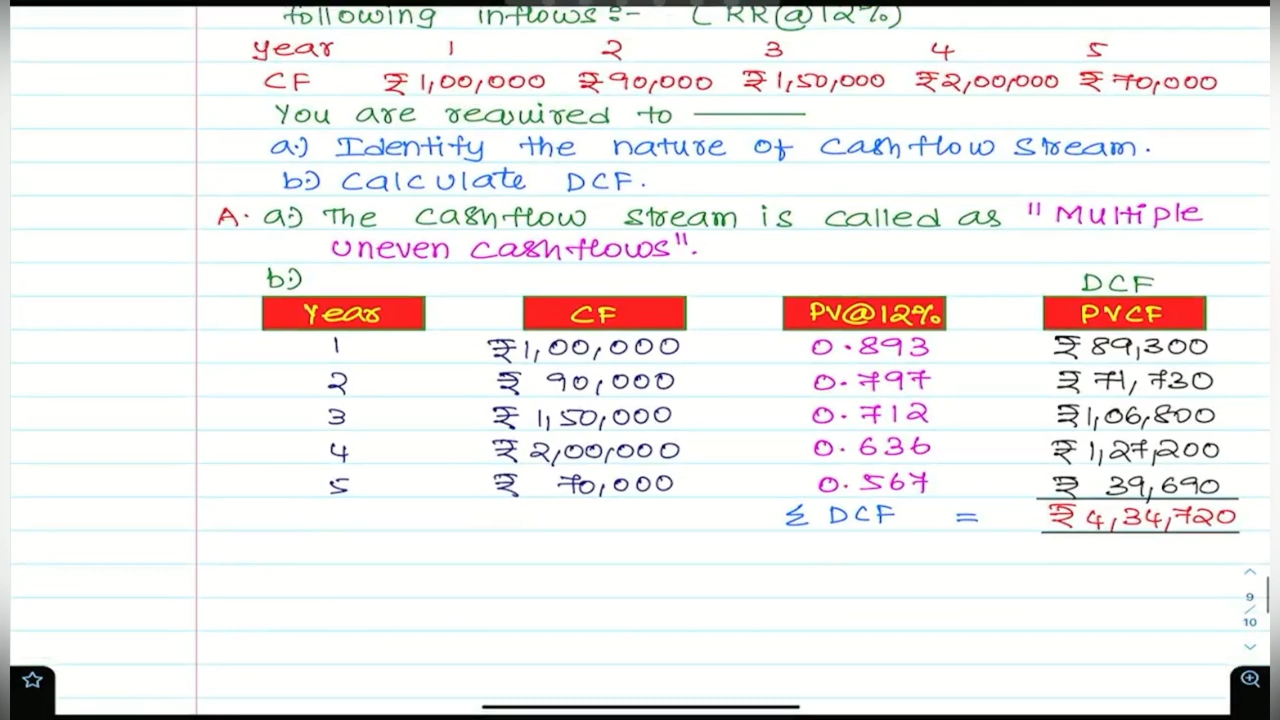 following inflows:- (RR@12%)
Year 1 2 3 4 5
CF ₹1,00,000 ₹90,000 ₹1,50,000 ₹2,00,000 ₹70,000
You are required to ———
a.) Identify the nature of cashflow stream.
b.) Calculate DCF.
A. a.) The cashflow stream is called as "Multiple
uneven cashflows".
b.) DCF
Year CF PV@12% PVCF
1 ₹1,00,000 0.893 ₹89,300
2 ₹ 90,000 0.797 ₹71,730
3 ₹1,50,000 0.712 ₹1,06,800
4 ₹2,00,000 0.636 ₹1,27,200
5 ₹ 70,000 0.567 ₹ 39,690
Σ DCF = ₹4,34,720
9
/
10